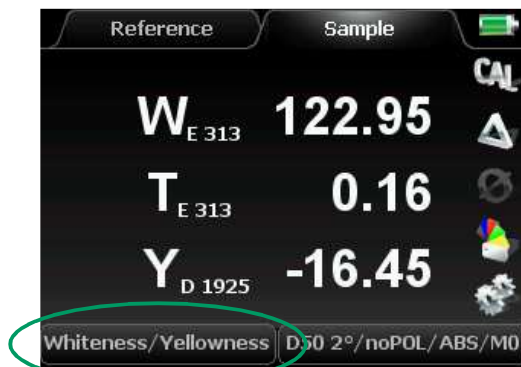 Reference Sample
CAL
W E 313 122.95
T E 313 0.16
Y D 1925 -16.45
Whiteness/Yellowness D50 2°/noPOL/ABS/M0